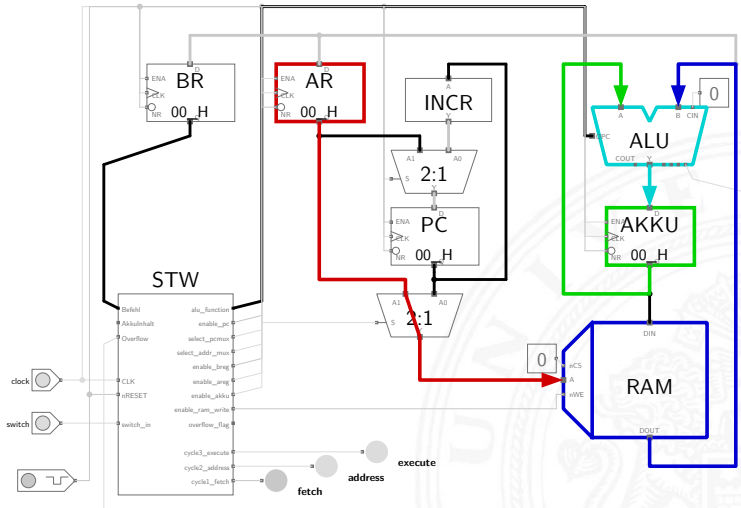 BR
D
ENA
CLK
NR
00_H
AR
D
ENA
CLK
NR
00_H
INCR
A
Y
2:1
A1
A0
S
Y
PC
D
ENA
CLK
NR
00_H
2:1
A1
A0
S
Y
ALU
A
B
CIN
0
OPC
COUT
Y
AKKU
D
ENA
CLK
NR
00_H
RAM
DIN
0
nCS
A
nWE
DOUT
STW
Befehl
AkkuInhalt
Overflow
CLK
nRESET
switch_in
alu_function
enable_pc
select_pcmux
select_addr_mux
enable_breg
enable_areg
enable_akku
enable_ram_write
overflow_flag
cycle3_execute
cycle2_address
cycle1_fetch
clock
switch
execute
address
fetch